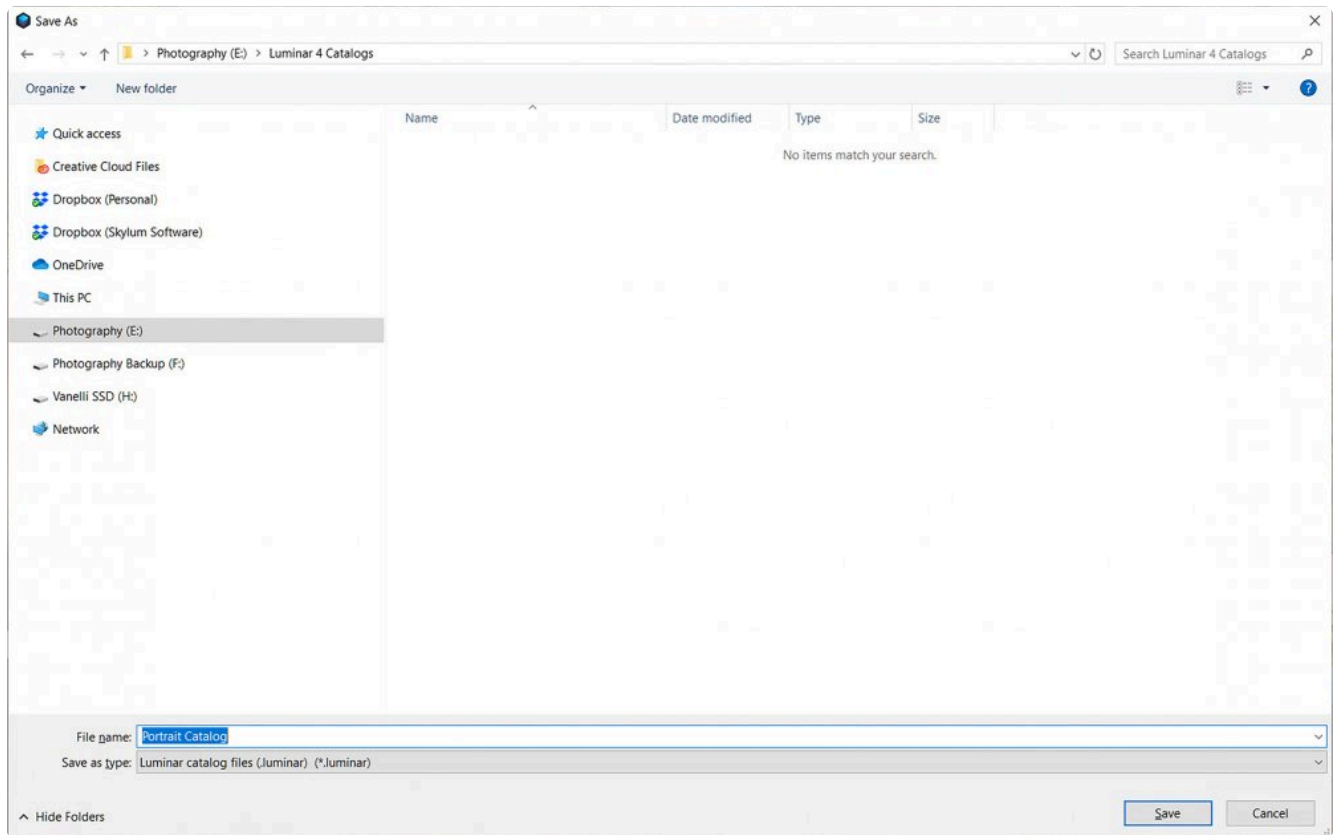 Save As
Photography (E:) > Luminar 4 Catalogs
Search Luminar 4 Catalogs
Organize
New folder
?
Name
Date modified
Type
Size
No items match your search.
Quick access
Creative Cloud Files
Dropbox (Personal)
Dropbox (Skylum Software)
OneDrive
This PC
Photography (E:)
Photography Backup (F:)
Vanelli SSD (H:)
Network
File name: Portrait Catalog
Save as type: Luminar catalog files (.luminar) (*.luminar)
Hide Folders
Save
Cancel